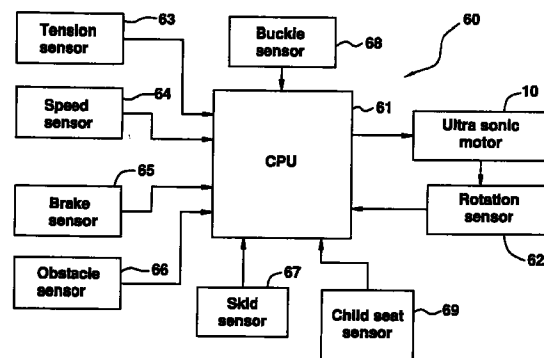 63
Tension
sensor
Buckle
sensor
68
60
64
Speed
sensor
61
10
CPU
Ultra sonic
motor
65
Brake
sensor
Rotation
sensor
62
Obstacle
sensor
66
67
Skid
sensor
Child seat
sensor
69